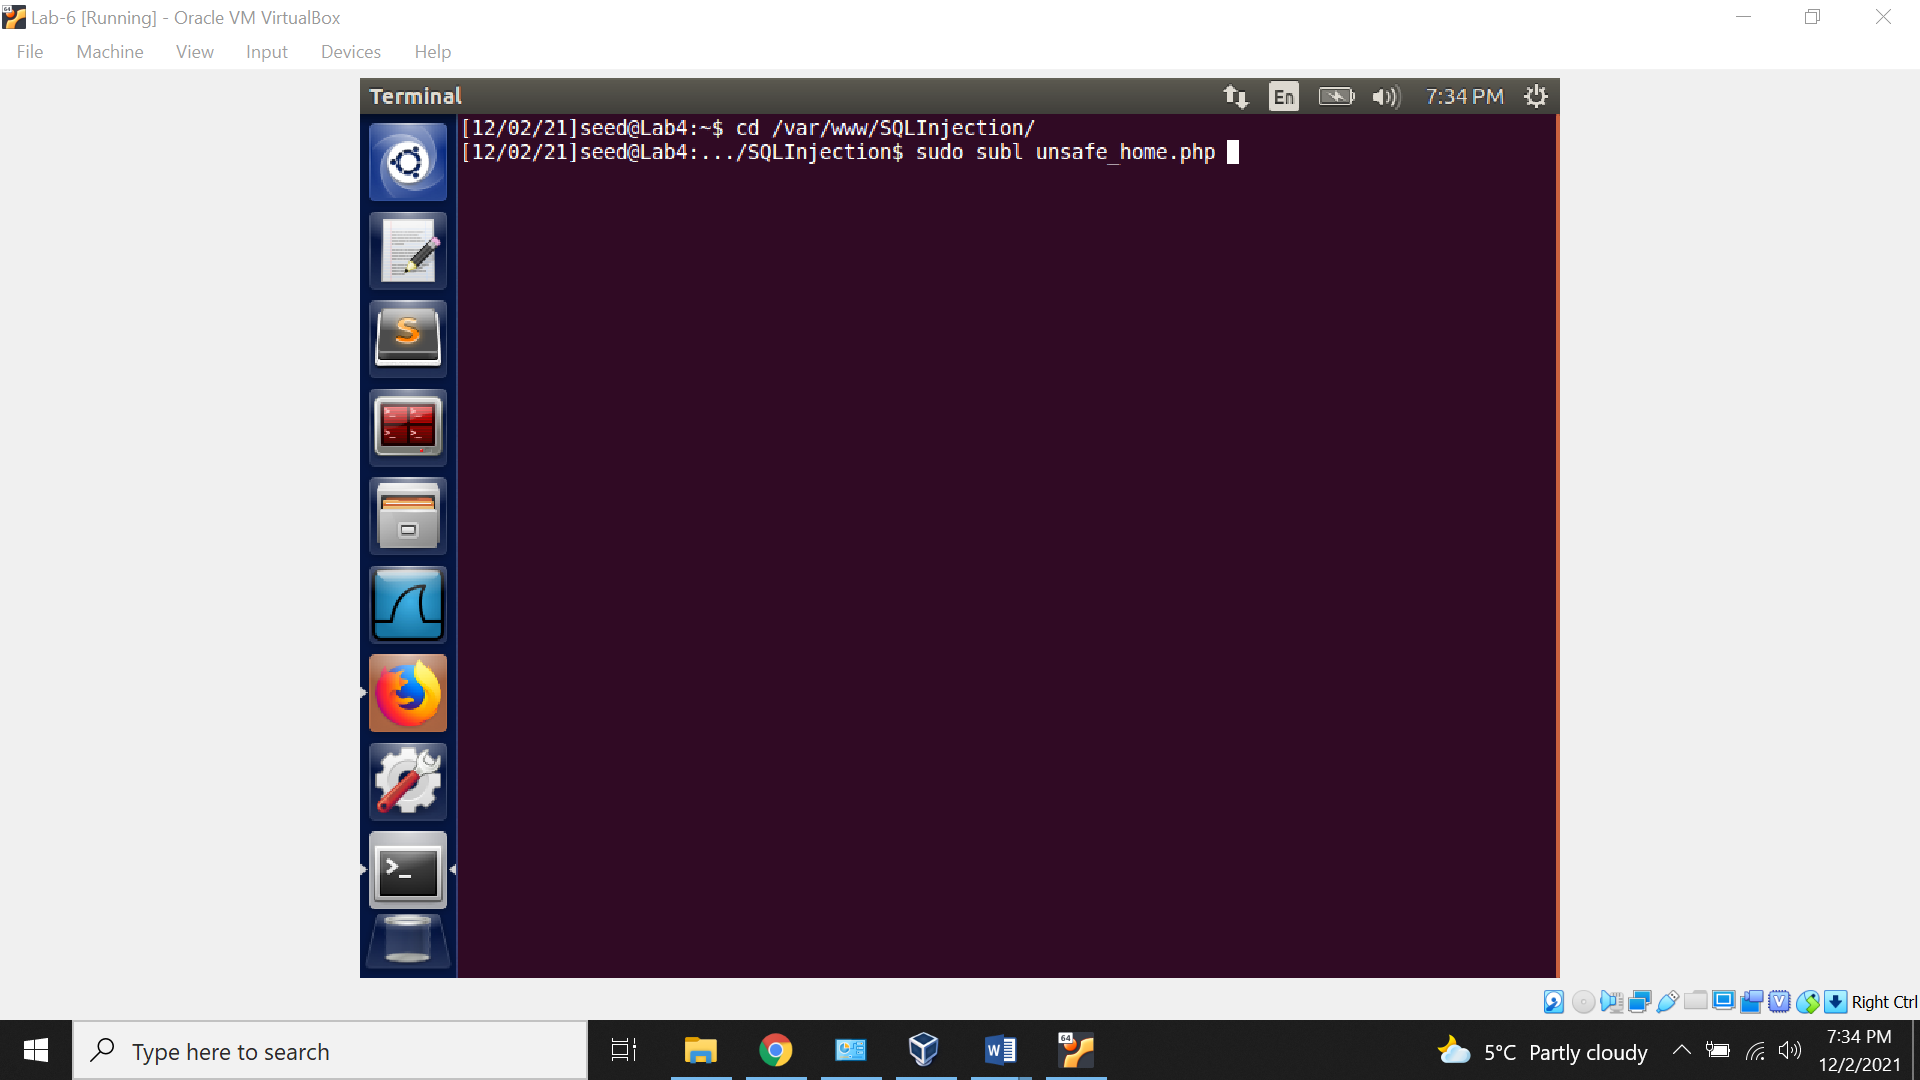 Lab-6 [Running] - Oracle VM VirtualBox
File Machine View Input Devices Help
Terminal
En
7:34 PM
[12/02/21]seed@Lab4:~$ cd /var/www/SQLInjection/
[12/02/21]seed@Lab4:.../SQLInjection$ sudo subl unsafe_home.php
Right Ctrl
Type here to search
5°C Partly cloudy
7:34 PM
12/2/2021